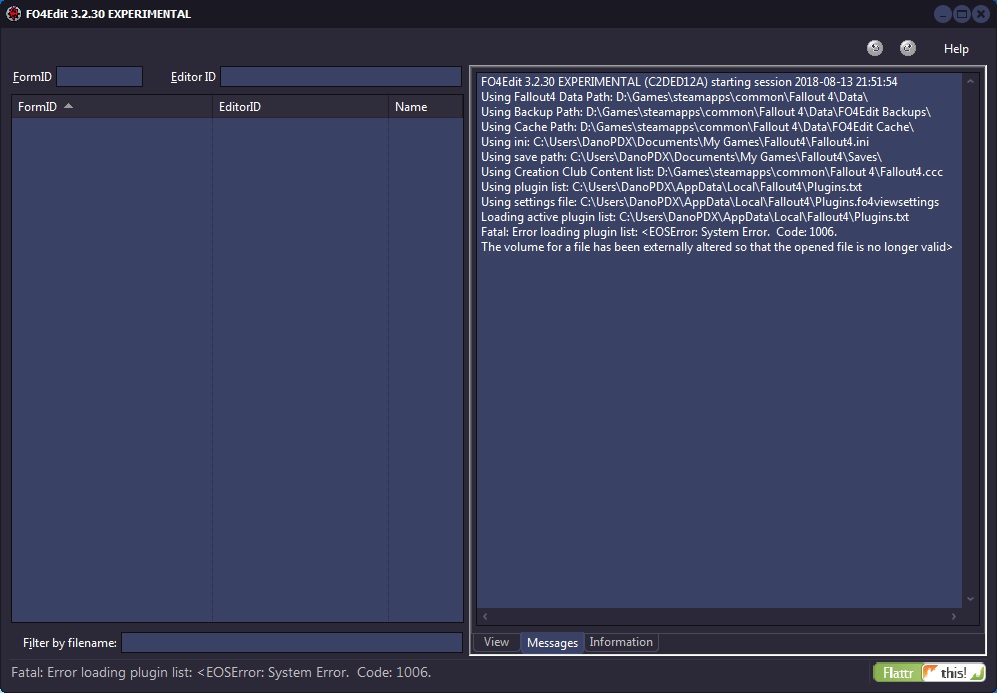 FO4Edit 3.2.30 EXPERIMENTAL
Help
FormID
Editor ID
FormID
EditorID
Name
FO4Edit 3.2.30 EXPERIMENTAL (C2DED12A) starting session 2018-08-13 21:51:54
Using Fallout4 Data Path: D:\Games\steamapps\common\Fallout 4\Data\
Using Backup Path: D:\Games\steamapps\common\Fallout 4\Data\FO4Edit Backups\
Using Cache Path: D:\Games\steamapps\common\Fallout 4\Data\FO4Edit Cache\
Using ini: C:\Users\DanoPDX\Documents\My Games\Fallout4\Fallout4.ini
Using save path: C:\Users\DanoPDX\Documents\My Games\Fallout4\Saves\
Using Creation Club Content list: D:\Games\steamapps\common\Fallout 4\Fallout4.ccc
Using plugin list: C:\Users\DanoPDX\AppData\Local\Fallout4\Plugins.txt
Using settings file: C:\Users\DanoPDX\AppData\Local\Fallout4\Plugins.fo4viewsettings
Loading active plugin list: C:\Users\DanoPDX\AppData\Local\Fallout4\Plugins.txt
Fatal: Error loading plugin list: <EOSError: System Error.  Code: 1006.
The volume for a file has been externally altered so that the opened file is no longer valid>
Filter by filename:
View
Messages
Information
Fatal: Error loading plugin list: <EOSError: System Error.  Code: 1006.
Flattr this!